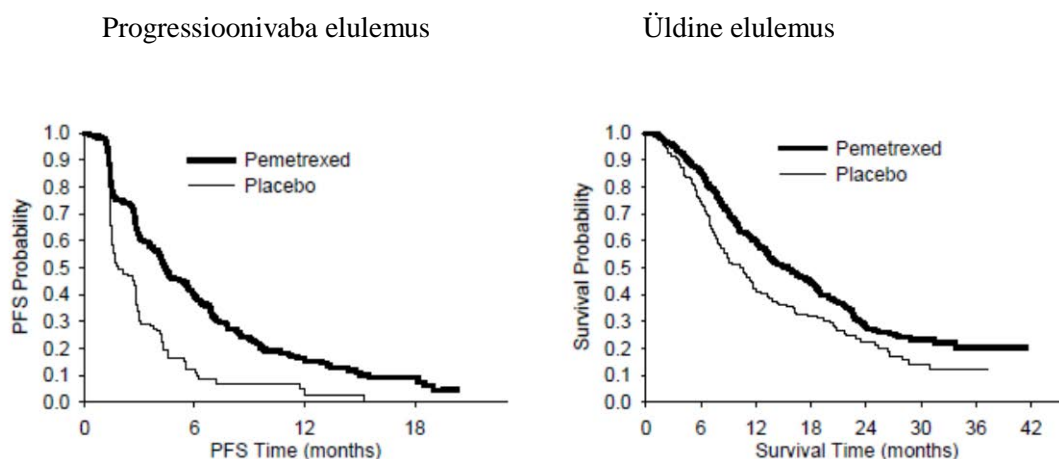 Progressioonivaba elulemus
Üldine elulemus
PFS Probability
1.0
0.9
0.8
0.7
0.6
0.5
0.4
0.3
0.2
0.1
0.0
Pemetrexed
Placebo
0 6 12 18
PFS Time (months)
Survival Probability
1.0
0.9
0.8
0.7
0.6
0.5
0.4
0.3
0.2
0.1
0.0
Pemetrexed
Placebo
0 6 12 18 24 30 36 42
Survival Time (months)